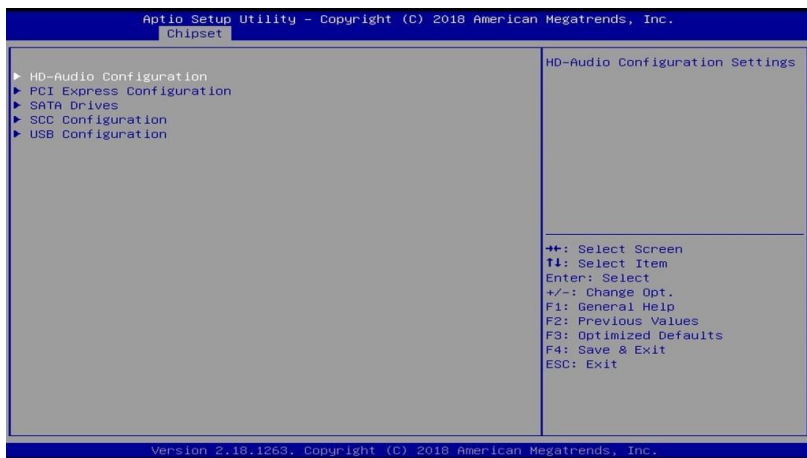 Aptio Setup Utility – Copyright (C) 2018 American Megatrends, Inc.
Chipset
▶ HD-Audio Configuration
▶ PCI Express Configuration
▶ SATA Drives
▶ SCC Configuration
▶ USB Configuration
HD-Audio Configuration Settings
→←: Select Screen
↑↓: Select Item
Enter: Select
+/-: Change Opt.
F1: General Help
F2: Previous Values
F3: Optimized Defaults
F4: Save & Exit
ESC: Exit
Version 2.18.1263. Copyright (C) 2018 American Megatrends, Inc.